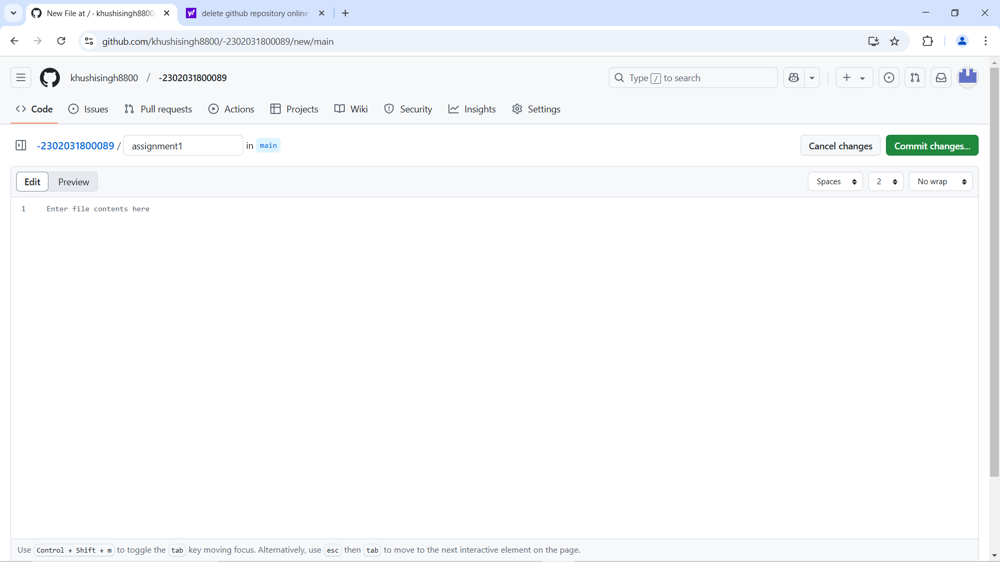 New File at / · khushisingh8800/
delete github repository online
github.com/khushisingh8800/-2302031800089/new/main
khushisingh8800 / -2302031800089
Type / to search
Code Issues Pull requests Actions Projects Wiki Security Insights Settings
-2302031800089 / assignment1 in main
Cancel changes
Commit changes...
Edit Preview
Spaces 2 No wrap
1 Enter file contents here
Use Control + Shift + m to toggle the tab key moving focus. Alternatively, use esc then tab to move to the next interactive element on the page.